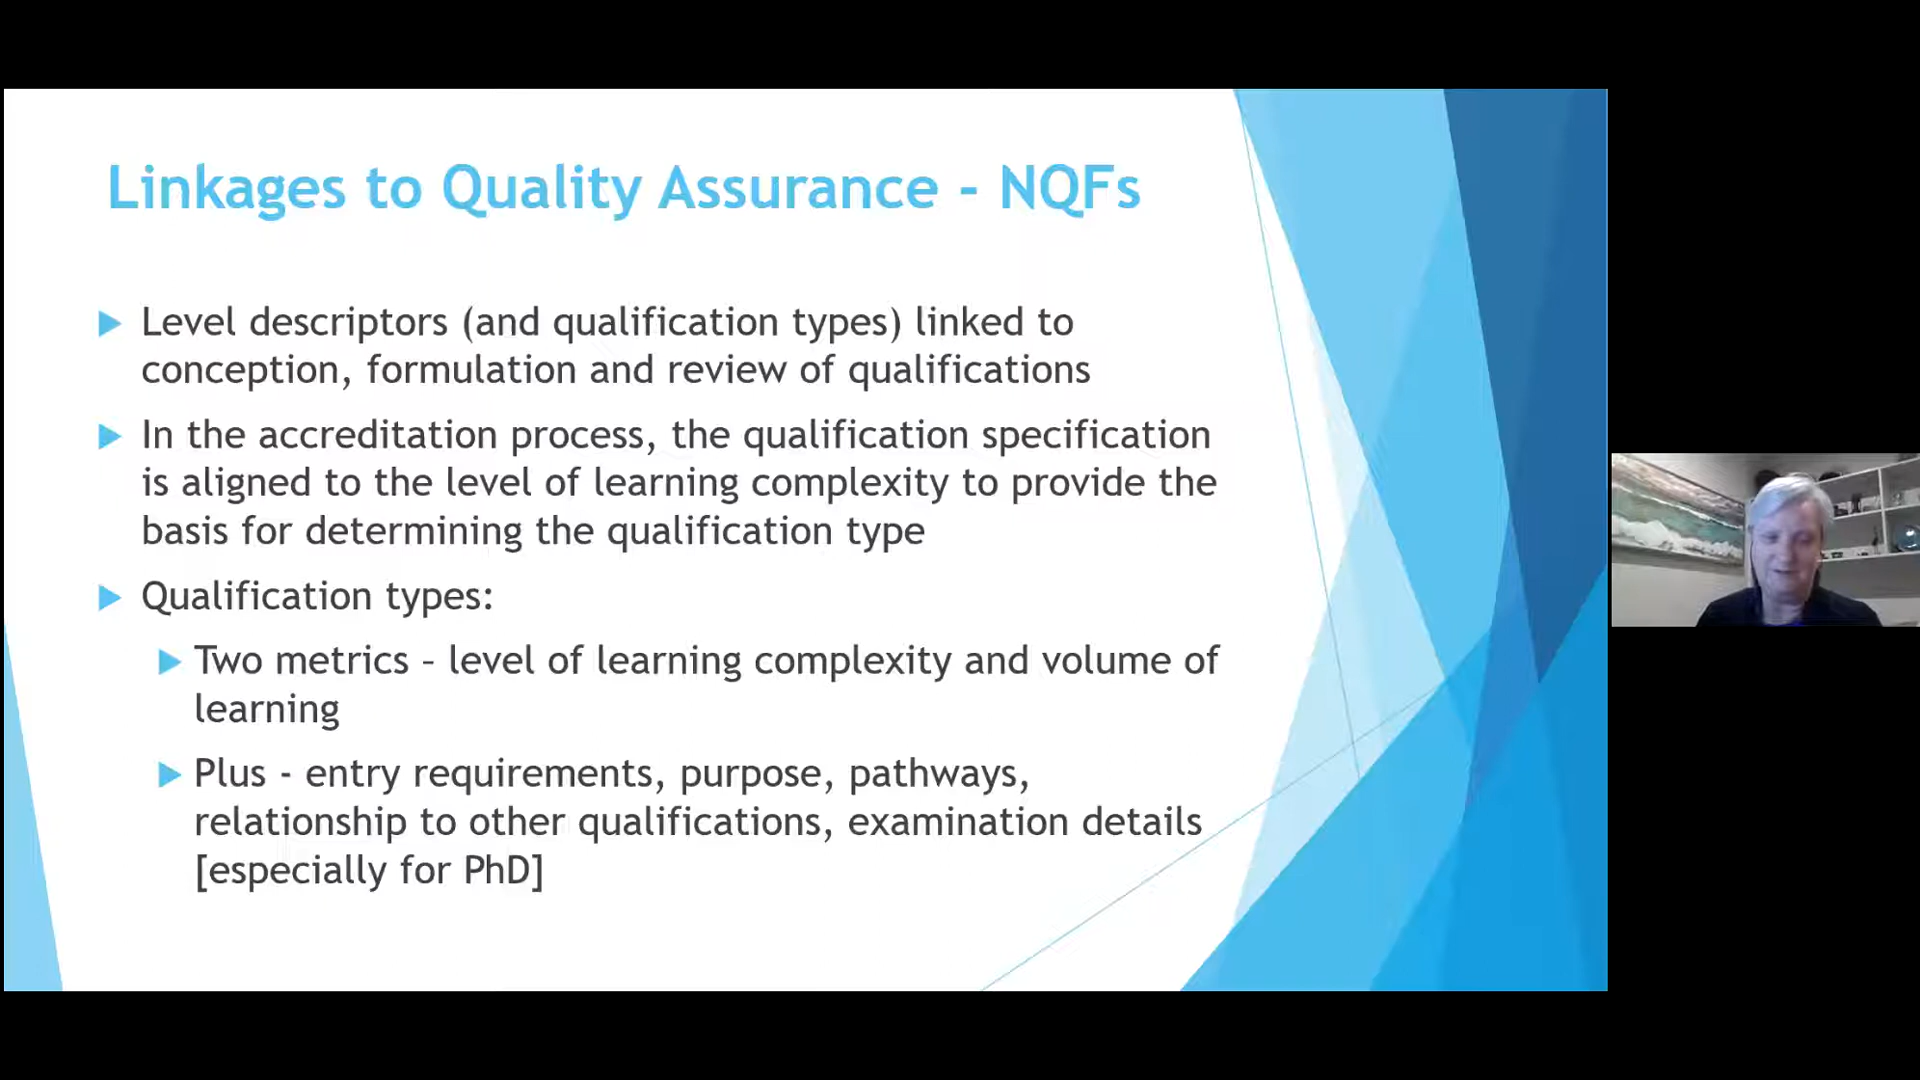 Linkages to Quality Assurance - NQFs
Level descriptors (and qualification types) linked to
conception, formulation and review of qualifications
In the accreditation process, the qualification specification
is aligned to the level of learning complexity to provide the
basis for determining the qualification type
Qualification types:
Two metrics – level of learning complexity and volume of
learning
Plus - entry requirements, purpose, pathways,
relationship to other qualifications, examination details
[especially for PhD]